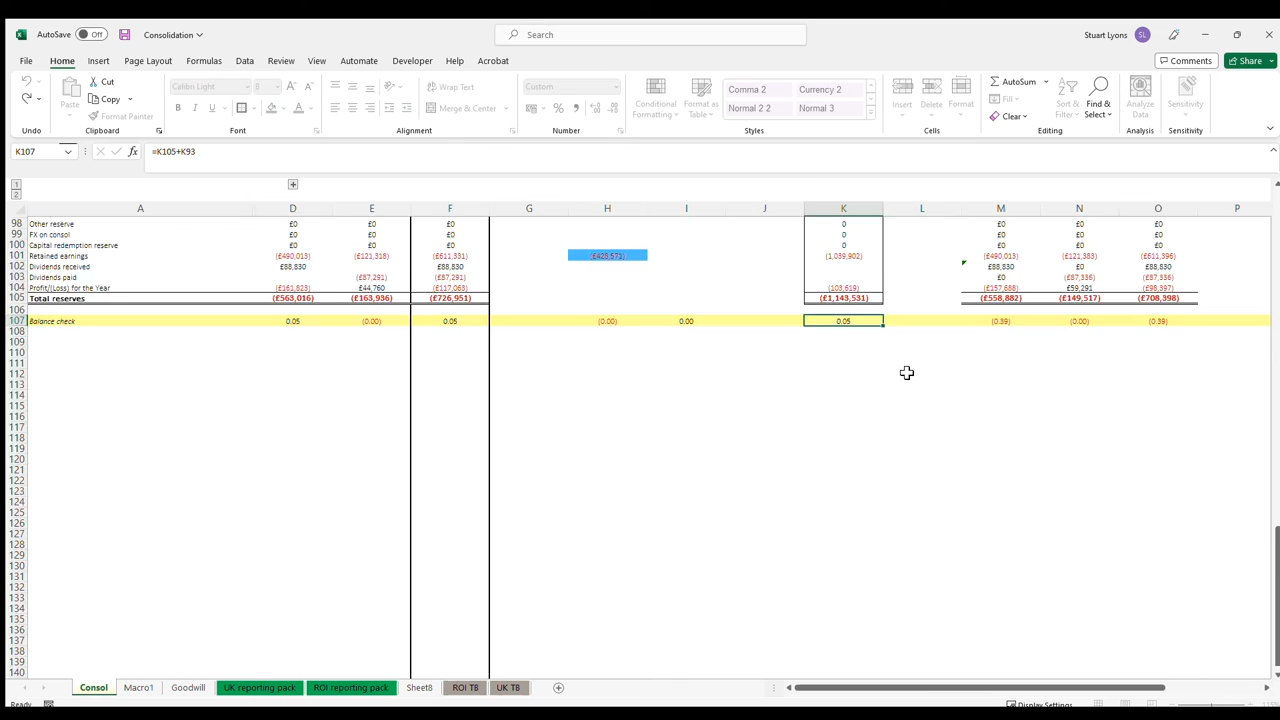 AutoSave Off Consolidation Search Stuart Lyons SL
File Home Insert Page Layout Formulas Data Review View Automate Developer Help Acrobat Comments Share
Paste Cut Copy Format Painter Calibri Light B I U Wrap Text Merge & Center Custom % Conditional Formatting Format as Table Comma 2 Currency 2 Normal 2 2 Normal 3 Insert Delete Format AutoSum Fill Clear Sort & Filter Find & Select Analyze Data Sensitivity
Undo Clipboard Font Alignment Number Styles Cells Editing Analysis Sensitivity
K107 fx =K105+K93
1
2
A D E F G H I J K L M N O P
98 Other reserve £0 £0 £0 0 £0 £0 £0
99 FX on consol £0 £0 £0 0 £0 £0 £0
100 Capital redemption reserve £0 £0 £0 0 £0 £0 £0
101 Retained earnings (£490,013) (£121,318) (£611,331) (£428,571) (1,039,902) (£490,013) (£121,383) (£611,396)
102 Dividends received £88,830 £88,830 £88,830 £0 £88,830
103 Dividends paid (£87,291) (£87,291) £0 (£87,336) (£87,336)
104 Profit/(Loss) for the Year (£161,823) £44,760 (£117,063) (103,619) (£157,688) £59,291 (£98,397)
105 Total reserves (£563,016) (£163,936) (£726,951) (£1,143,531) (£558,882) (£149,517) (£708,398)
106
107 Balance check 0.05 (0.00) 0.05 (0.00) 0.00 0.05 (0.39) (0.00) (0.39)
108
109
110
111
112
113
114
115
116
117
118
119
120
121
122
123
124
125
126
127
128
129
130
131
132
133
134
135
136
137
138
139
140
Consol Macro1 Goodwill UK reporting pack ROI reporting pack Sheet8 ROI TB UK TB
Ready Display Settings